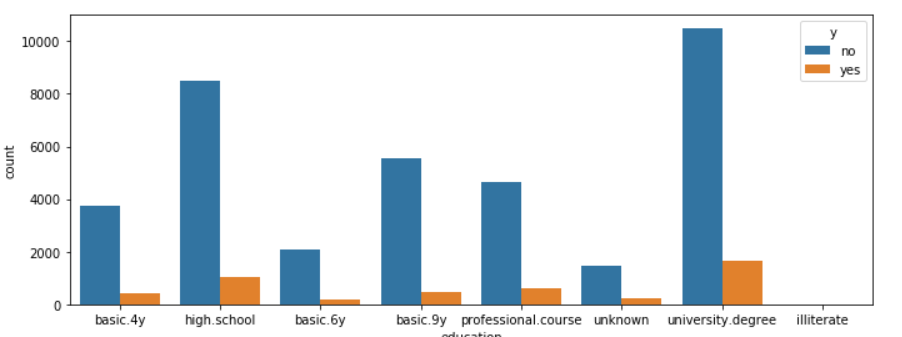 10000
8000
6000
4000
2000
0
count
y
no
yes
basic.4y high.school basic.6y basic.9y professional.course unknown university.degree illiterate
education